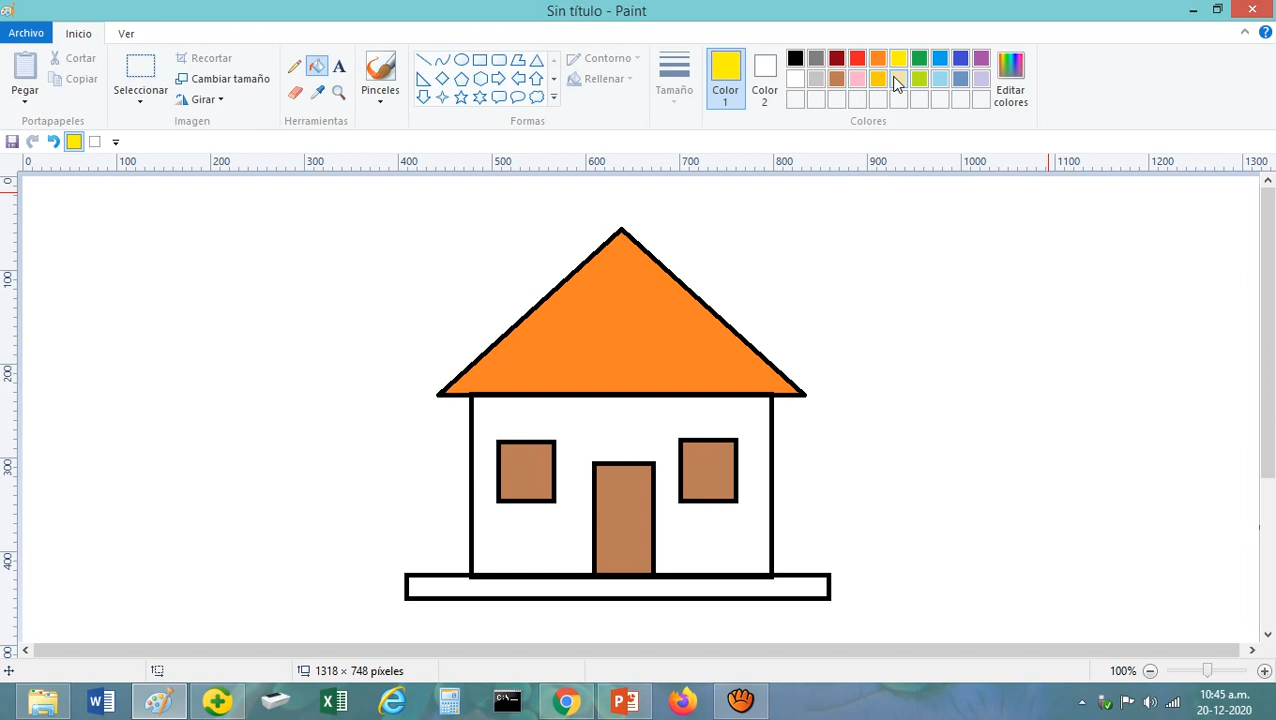 Sin título - Paint
Archivo Inicio Ver
Pegar
Cortar
Copiar
Portapapeles
Seleccionar
Recortar
Cambiar tamaño
Girar
Imagen
A
Herramientas
Pinceles
Contorno
Rellenar
Formas
Tamaño
Color 1
Color 2
Editar colores
Colores
0 100 200 300 400 500 600 700 800 900 1000 1100 1200 1300
0
100
200
300
400
1318 × 748 píxeles
100%
10:45 a.m.
20-12-2020